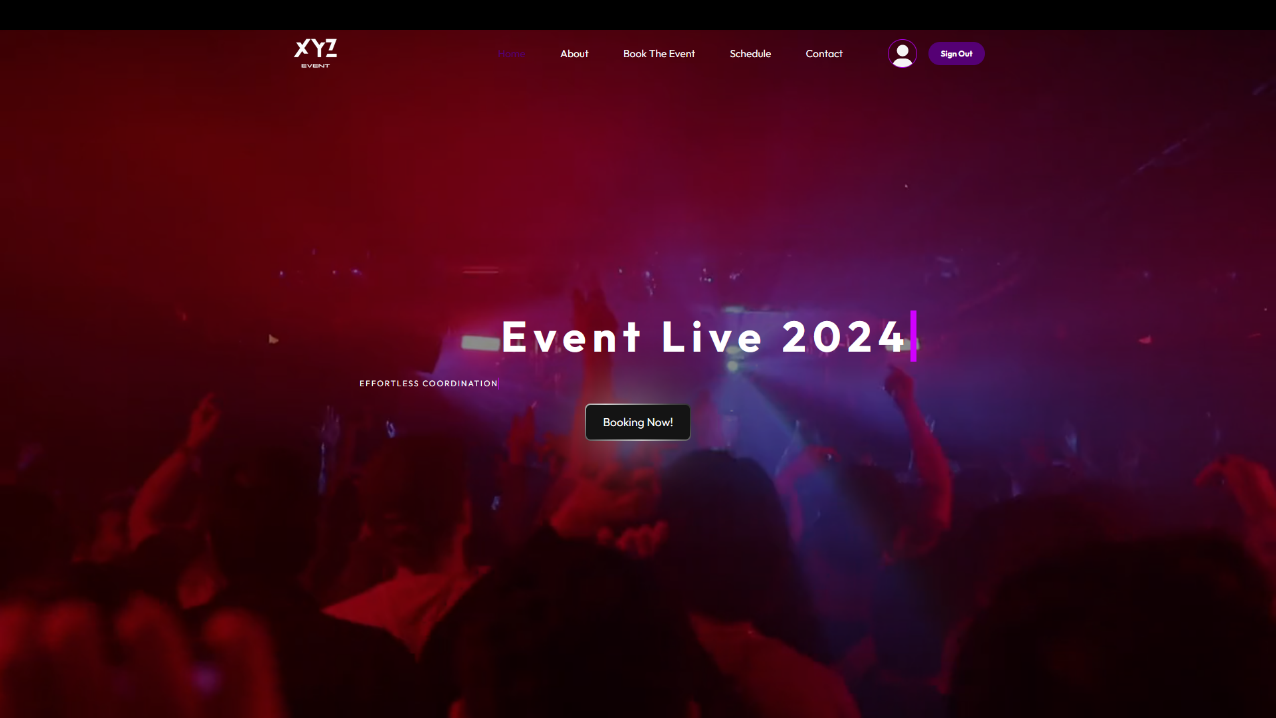 XYZ
EVENT
Home
About
Book The Event
Schedule
Contact
Sign Out
Event Live 2024
EFFORTLESS COORDINATION
Booking Now!